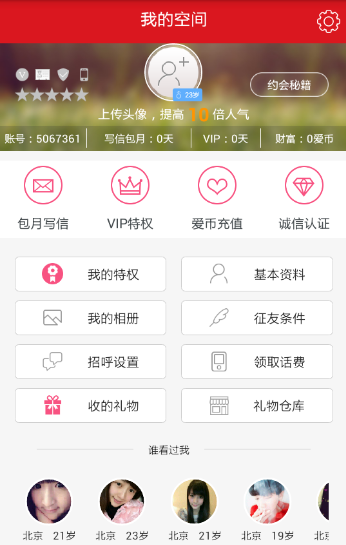 我的空间
约会秘籍
23岁
上传头像，提高10倍人气
账号：5067361 写信包月：0天 VIP：0天 财富：0爱币
包月写信 VIP特权 爱币充值 诚信认证
我的特权 基本资料
我的相册 征友条件
招呼设置 领取话费
收的礼物 礼物仓库
谁看过我
北京 21岁 北京 23岁 北京 21岁 北京 19岁 北